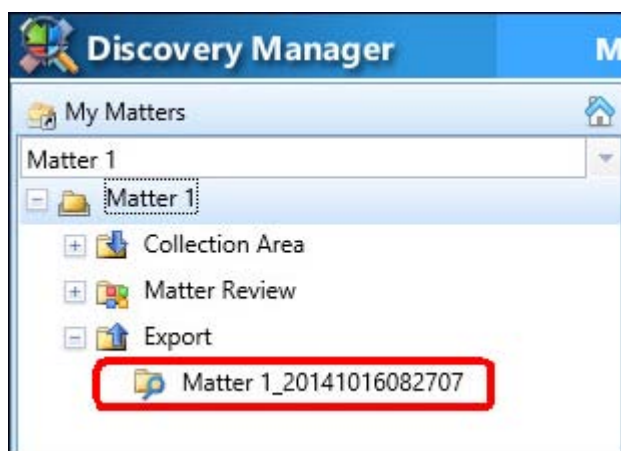 Discovery Manager M
My Matters
Matter 1
Matter 1
Collection Area
Matter Review
Export
Matter 1_20141016082707